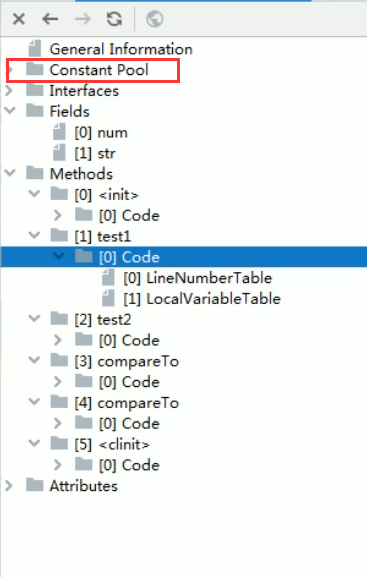 General Information
Constant Pool
Interfaces
Fields
[0] num
[1] str
Methods
[0] <init>
[0] Code
[1] test1
[0] Code
[0] LineNumberTable
[1] LocalVariableTable
[2] test2
[0] Code
[3] compareTo
[0] Code
[4] compareTo
[0] Code
[5] <clinit>
[0] Code
Attributes